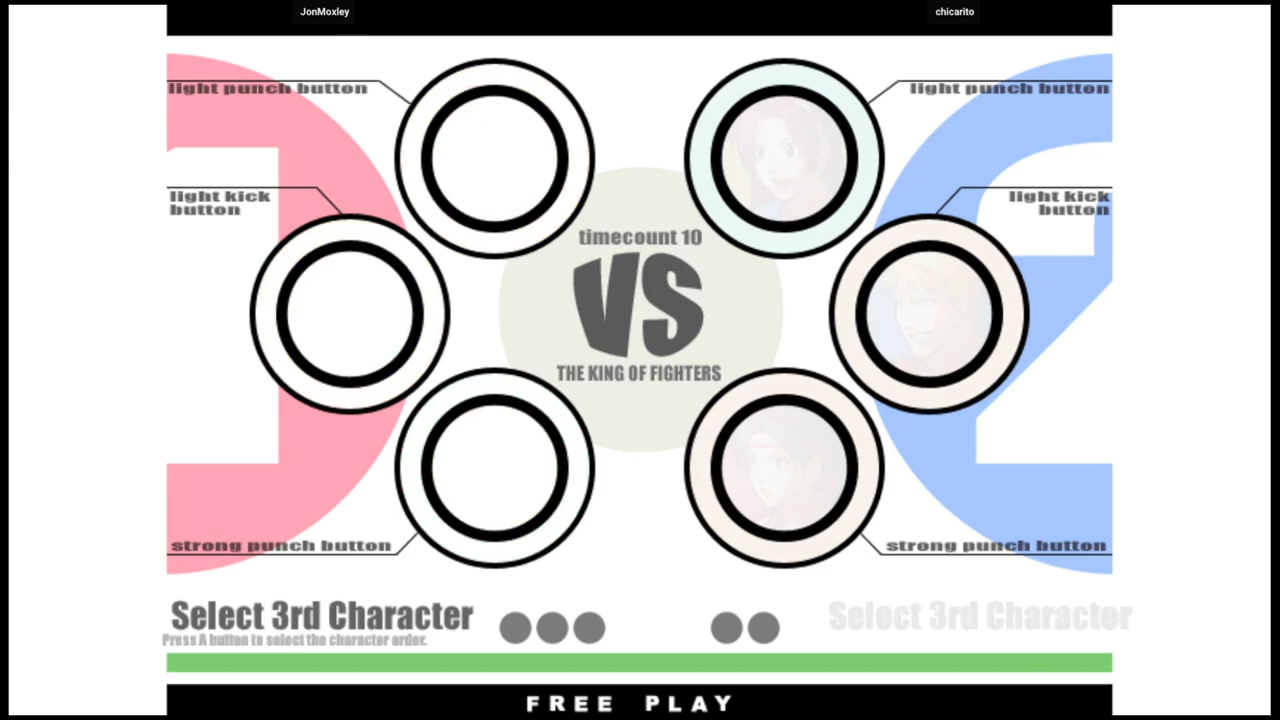 JonMoxley
chicarito
light punch button
light punch button
light kick
button
light kick
button
timecount 10
VS
THE KING OF FIGHTERS
strong punch button
strong punch button
Select 3rd Character
Select 3rd Character
Press A button to select the character order.
FREE PLAY